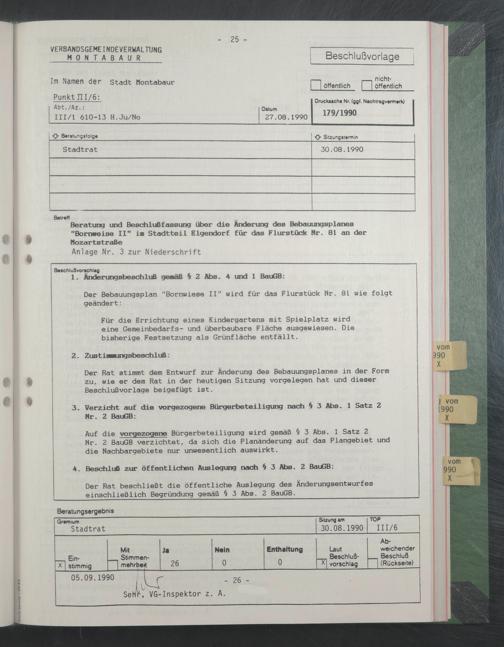 - 25 -
VERBANDSGEMEINDEVERWALTUNG
MONTABAUR
Beschlußvorlage
Im Namen der Stadt Montabaur
öffentlich
nicht-
öffentlich
Punkt III/6:
Abt./Az.:
III/1 610-13 H.Ju/No
Datum
27.08.1990
Drucksache Nr. (ggf. Nachtragsvermerk)
179/1990
Beratungsfolge
Sitzungstermin
Stadtrat
30.08.1990
Betreff
Beratung und Beschlußfassung über die Änderung des Bebauungsplanes
"Bornwiese II" im Stadtteil Elgendorf für das Flurstück Nr. 81 an der
Mozartstraße
Anlage Nr. 3 zur Niederschrift
Beschlußvorschlag
1. Änderungsbeschluß gemäß § 2 Abs. 4 und 1 BauGB:
Der Bebauungsplan "Bornwiese II" wird für das Flurstück Nr. 81 wie folgt
geändert:
Für die Errichtung eines Kindergartens mit Spielplatz wird
eine Gemeinbedarfs- und überbaubare Fläche ausgewiesen. Die
bisherige Festsetzung als Grünfläche entfällt.
2. Zustimmungsbeschluß:
Der Rat stimmt dem Entwurf zur Änderung des Bebauungsplanes in der Form
zu, wie er dem Rat in der heutigen Sitzung vorgelegen hat und dieser
Beschlußvorlage beigefügt ist.
3. Verzicht auf die vorgezogene Bürgerbeteiligung nach § 3 Abs. 1 Satz 2
Nr. 2 BauGB:
Auf die vorgezogene Bürgerbeteiligung wird gemäß § 3 Abs. 1 Satz 2
Nr. 2 BauGB verzichtet, da sich die Planänderung auf das Plangebiet und
die Nachbargebiete nur unwesentlich auswirkt.
4. Beschluß zur öffentlichen Auslegung nach § 3 Abs. 2 BauGB:
Der Rat beschließt die öffentliche Auslegung des Änderungsentwurfes
einschließlich Begründung gemäß § 3 Abs. 2 BauGB.
Beratungsergebnis
Gremium
Stadtrat
Sitzung am
30.08.1990
TOP
III/6
X Ein-
stimmig
Mit
Stimmen-
mehrheit
Ja
26
Nein
0
Enthaltung
0
X Laut
Beschluß-
vorschlag
Ab-
weichender
Beschluß
(Rückseite)
05.09.1990
- 26 -
Sehr, VG-Inspektor z. A.
vom
990
X
vom
1990
X
vom
990
X